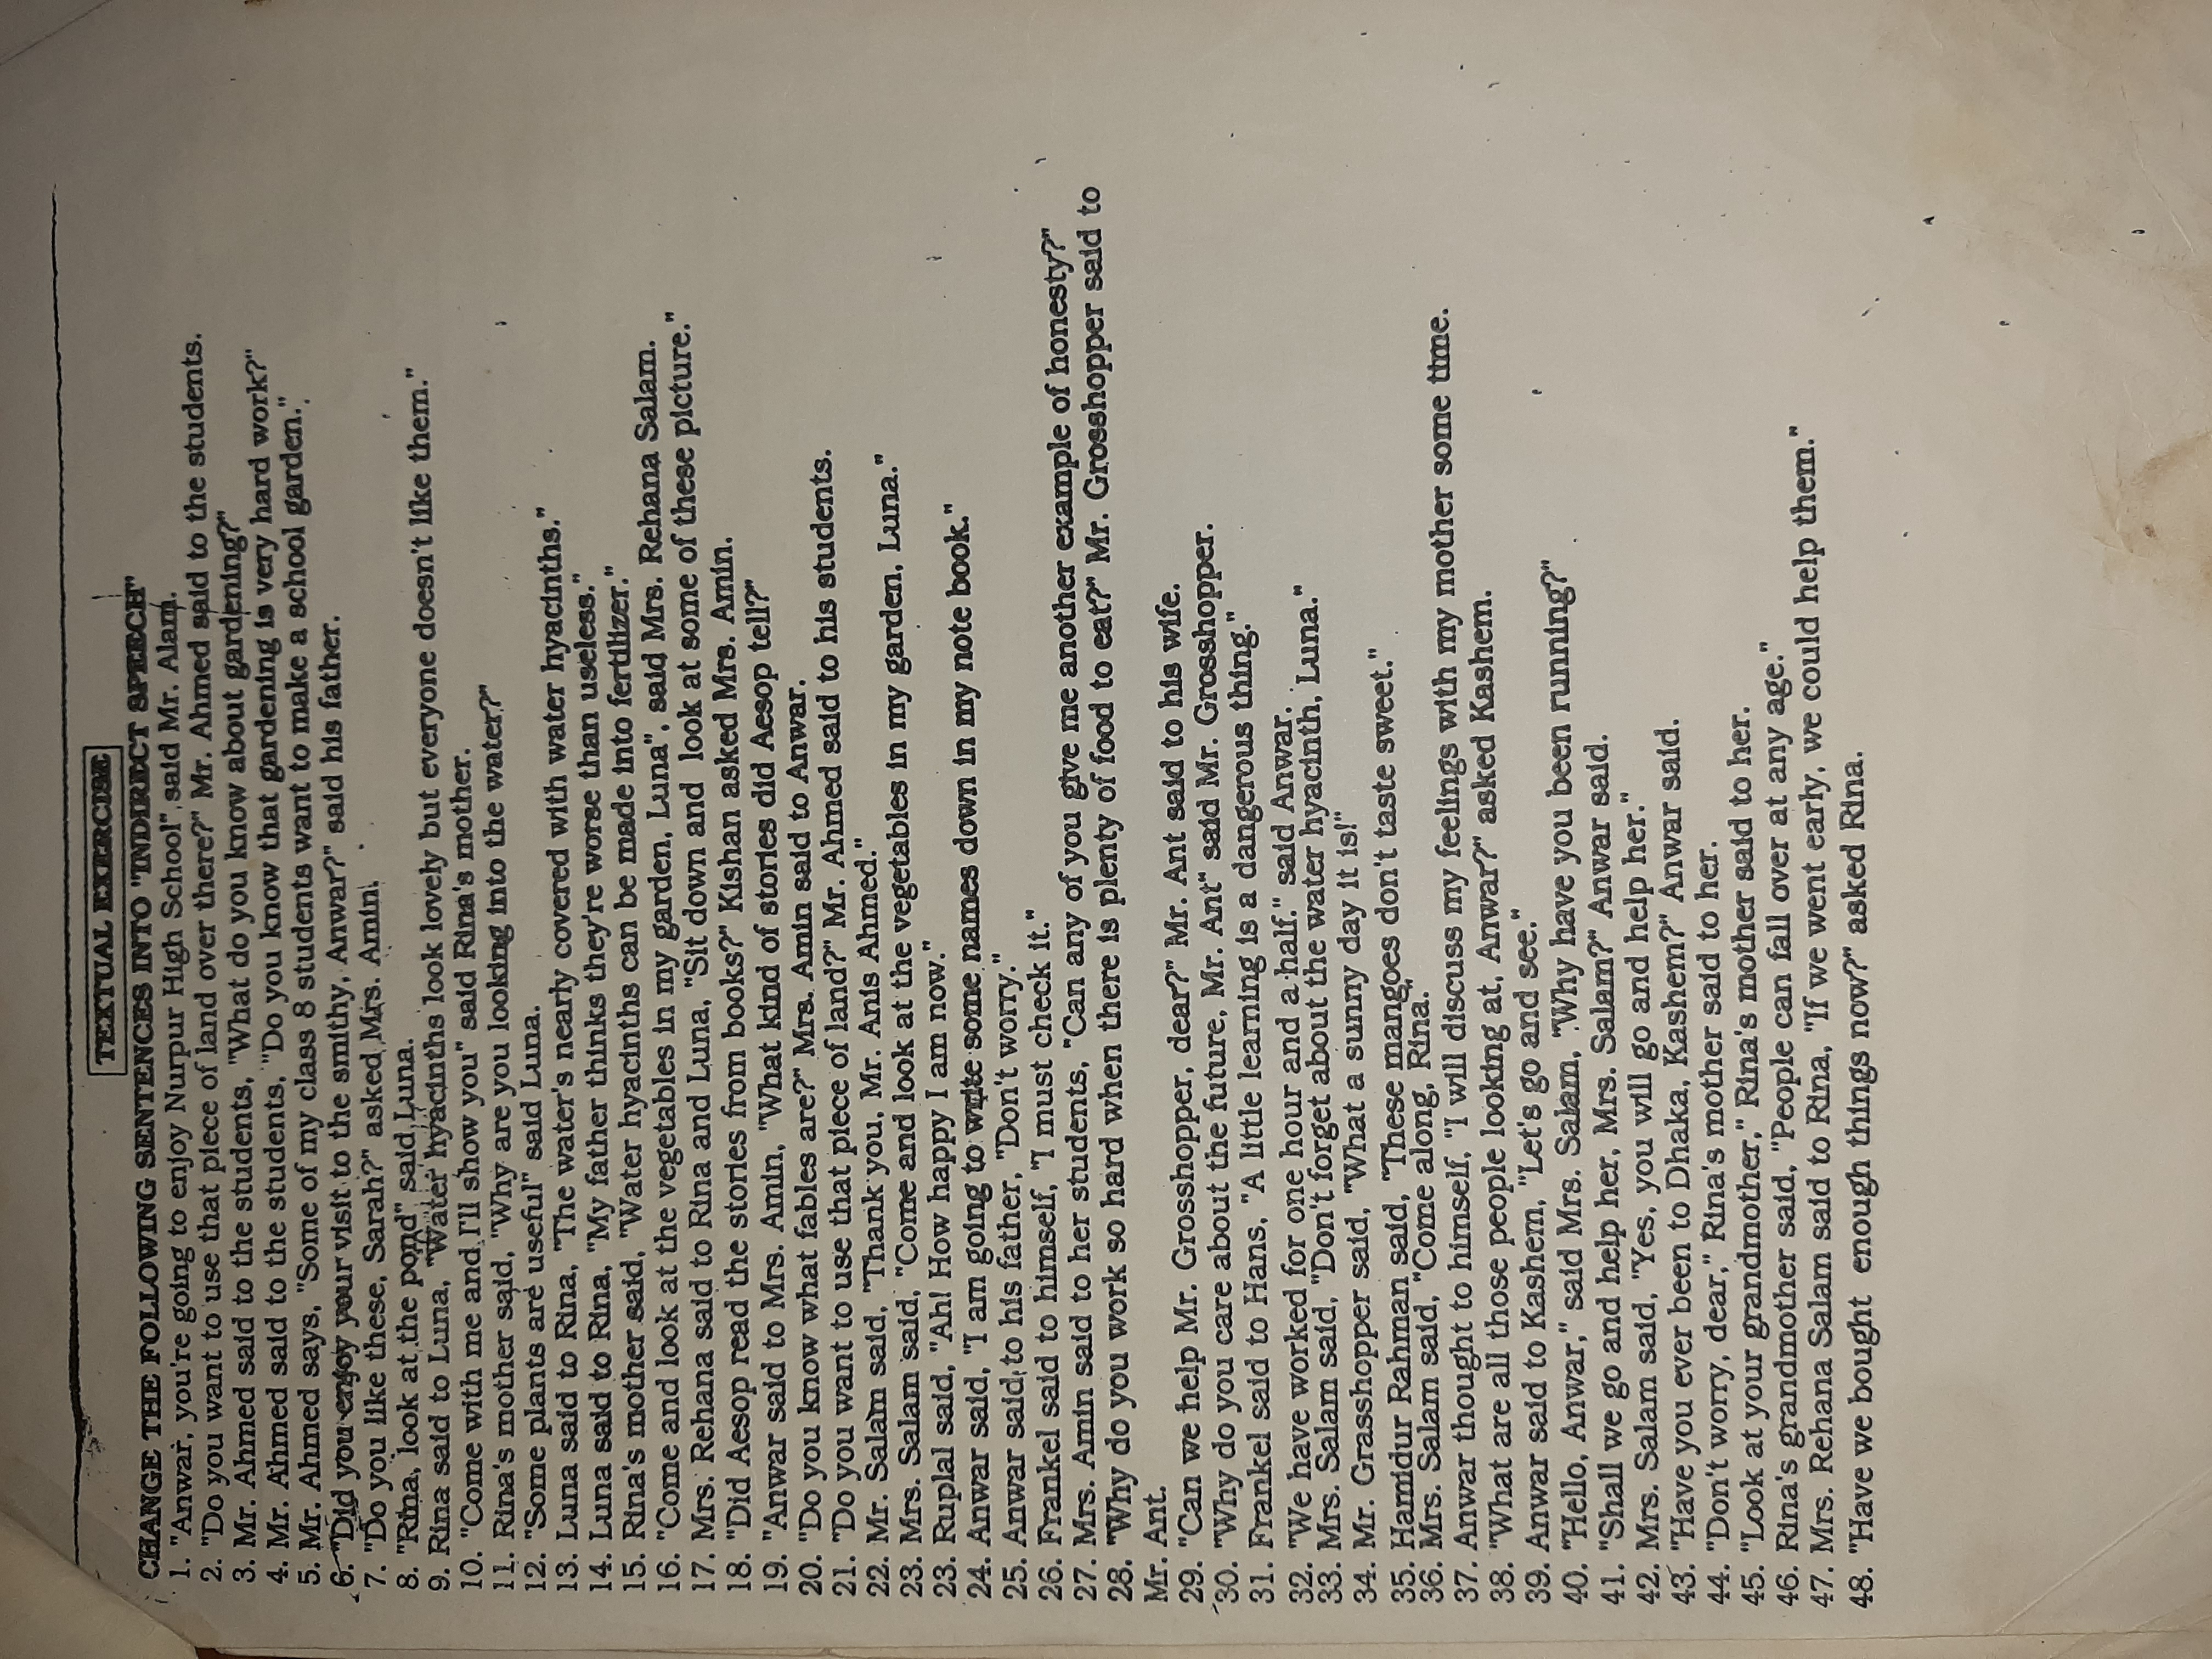 TEXTUAL EXERCISE
CHANGE THE FOLLOWING SENTENCES INTO "INDIRECT SPEECH"
1. "Anwar, you're going to enjoy Nurpur High School", said Mr. Alam.
2. "Do you want to use that piece of land over there?" Mr. Ahmed said to the students.
3. Mr. Ahmed said to the students, "What do you know about gardening?"
4. Mr. Ahmed said to the students, "Do you know that gardening is very hard work?"
5. Mr. Ahmed says, "Some of my class 8 students want to make a school garden."
6. "Did you enjoy your visit to the smithy, Anwar?" said his father.
7. "Do you like these, Sarah?" asked Mrs. Amin.
8. "Rina, look at the pond" said Luna.
9. Rina said to Luna, "Water hyacinths look lovely but everyone doesn't like them."
10. "Come with me and I'll show you" said Rina's mother.
11. Rina's mother said, "Why are you looking into the water?"
12. "Some plants are useful" said Luna.
13. Luna said to Rina, "The water's nearly covered with water hyacinths."
14. Luna said to Rina, "My father thinks they're worse than useless."
15. Rina's mother said, "Water hyacinths can be made into fertilizer."
16. "Come and look at the vegetables in my garden, Luna", said Mrs. Rehana Salam.
17. Mrs. Rehana said to Rina and Luna, "Sit down and look at some of these picture."
18. "Did Aesop read the stories from books?" Kishan asked Mrs. Amin.
19. "Anwar said to Mrs. Amin, "What kind of stories did Aesop tell?"
20. "Do you know what fables are?" Mrs. Amin said to Anwar.
21. "Do you want to use that piece of land?" Mr. Ahmed said to his students.
22. Mr. Salam said, "Thank you, Mr. Anis Ahmed."
23. Mrs. Salam said, "Come and look at the vegetables in my garden, Luna."
23. Ruplal said, "Ah! How happy I am now."
24. Anwar said, "I am going to write some names down in my note book."
25. Anwar said to his father, "Don't worry."
26. Frankel said to himself, "I must check it."
27. Mrs. Amin said to her students, "Can any of you give me another example of honesty?"
28. "Why do you work so hard when there is plenty of food to eat?" Mr. Grosshopper said to
Mr. Ant.
29. "Can we help Mr. Grosshopper, dear?" Mr. Ant said to his wife.
30. "Why do you care about the future, Mr. Ant" said Mr. Grosshopper.
31. Frankel said to Hans, "A little learning is a dangerous thing."
32. "We have worked for one hour and a half." said Anwar.
33. Mrs. Salam said, "Don't forget about the water hyacinth, Luna."
34. Mr. Grasshopper said, "What a sunny day it is!"
35. Hamidur Rahman said, "These mangoes don't taste sweet."
36. Mrs. Salam said, "Come along, Rina."
37. Anwar thought to himself, "I will discuss my feelings with my mother some time.
38. "What are all those people looking at, Anwar?" asked Kashem.
39. Anwar said to Kashem, "Let's go and see."
40. "Hello, Anwar," said Mrs. Salam, "Why have you been running?"
41. "Shall we go and help her, Mrs. Salam?" Anwar said.
42. Mrs. Salam said, "Yes, you will go and help her."
43. "Have you ever been to Dhaka, Kashem?" Anwar said.
44. "Don't worry, dear," Rina's mother said to her.
45. "Look at your grandmother," Rina's mother said to her.
46. Rina's grandmother said, "People can fall over at any age."
47. Mrs. Rehana Salam said to Rina, "If we went early, we could help them."
48. "Have we bought enough things now?" asked Rina.